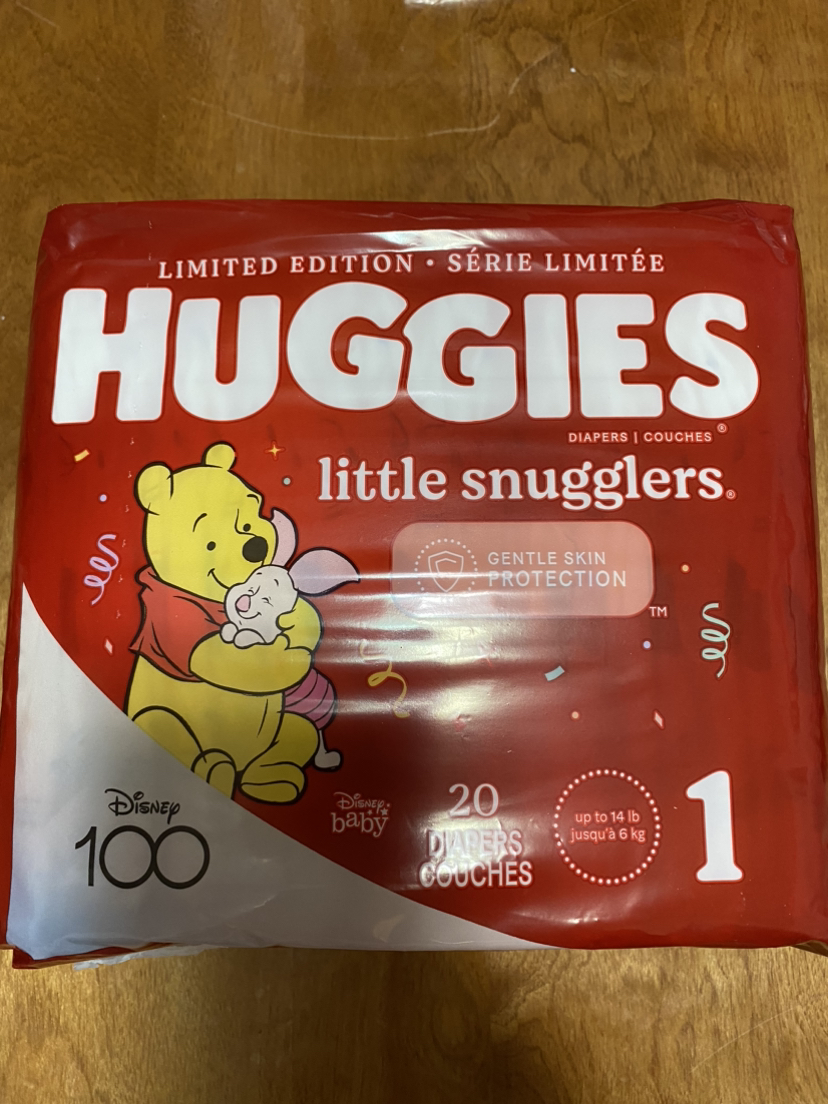 LIMITED EDITION • SÉRIE LIMITÉE
HUGGIES
DIAPERS | COUCHES ®
little snugglers®
GENTLE SKIN
PROTECTION
TM
Disney
100
Disney
baby
20
DIAPERS
COUCHES
up to 14 lb
jusqu'à 6 kg
1